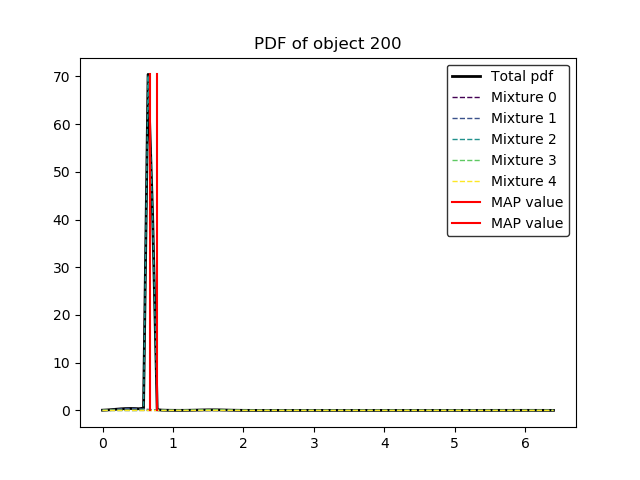 PDF of object 200
70
60
50
40
30
20
10
0
0 1 2 3 4 5 6
Total pdf
Mixture 0
Mixture 1
Mixture 2
Mixture 3
Mixture 4
MAP value
MAP value